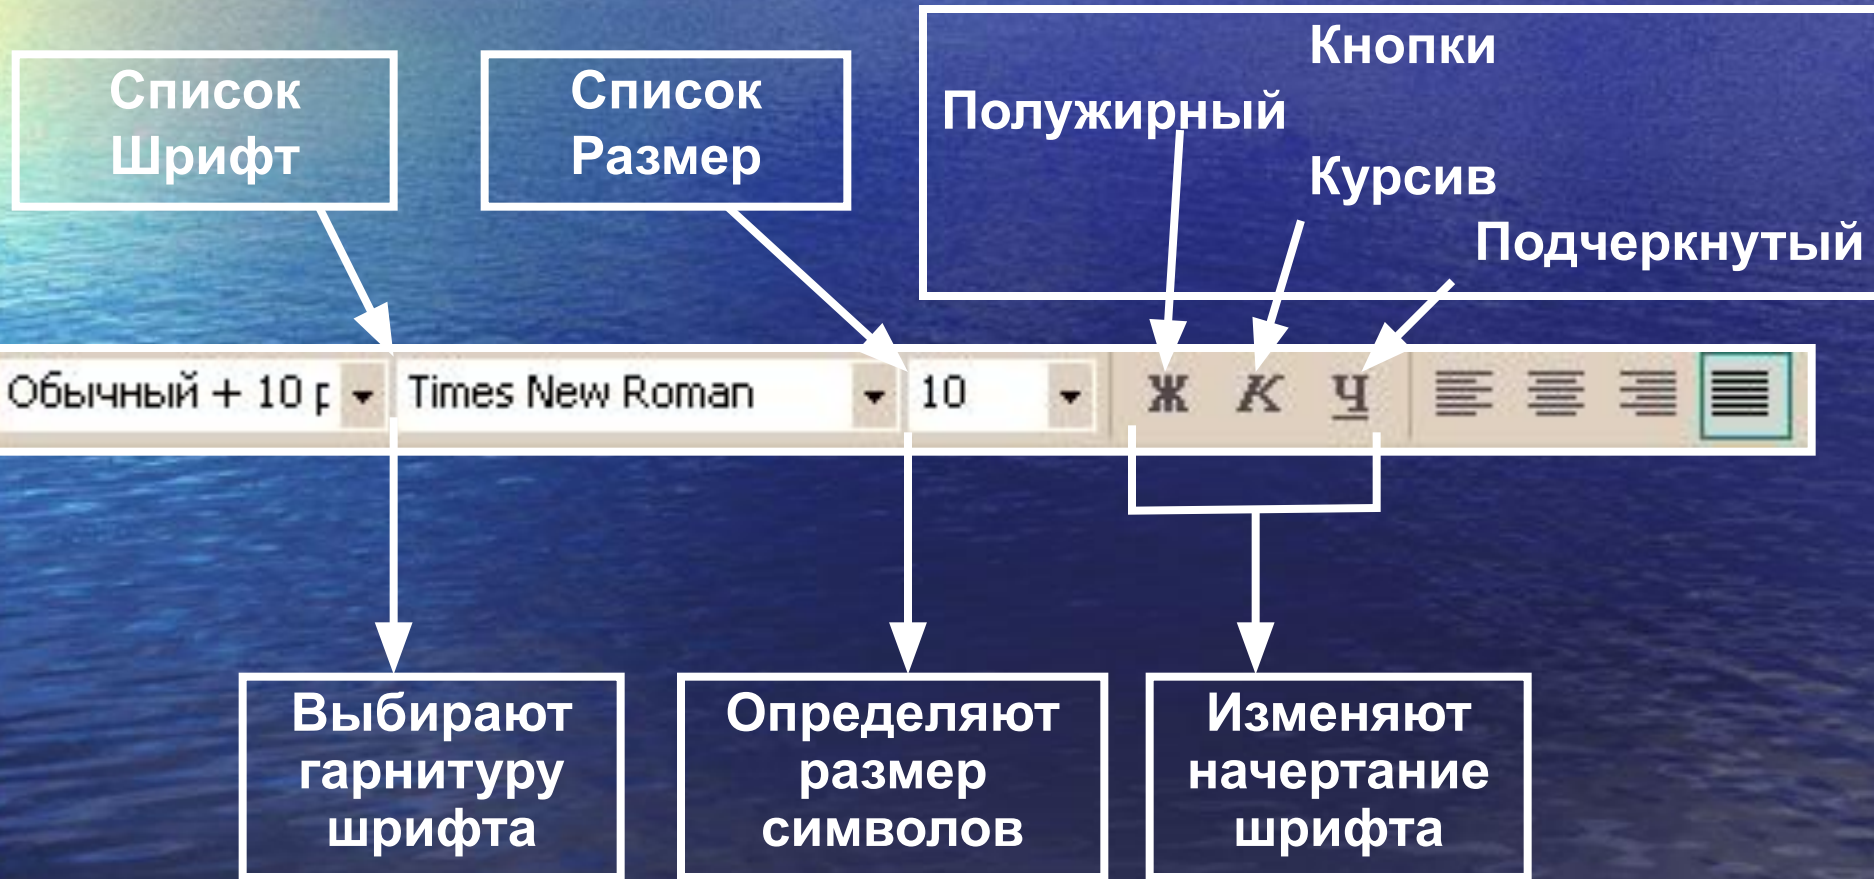 Список
Шрифт
Список
Размер
Кнопки
Полужирный
Курсив
Подчеркнутый
Обычный + 10 р
Times New Roman
10
Ж К Ч
Выбирают
гарнитуру
шрифта
Определяют
размер
символов
Изменяют
начертание
шрифта